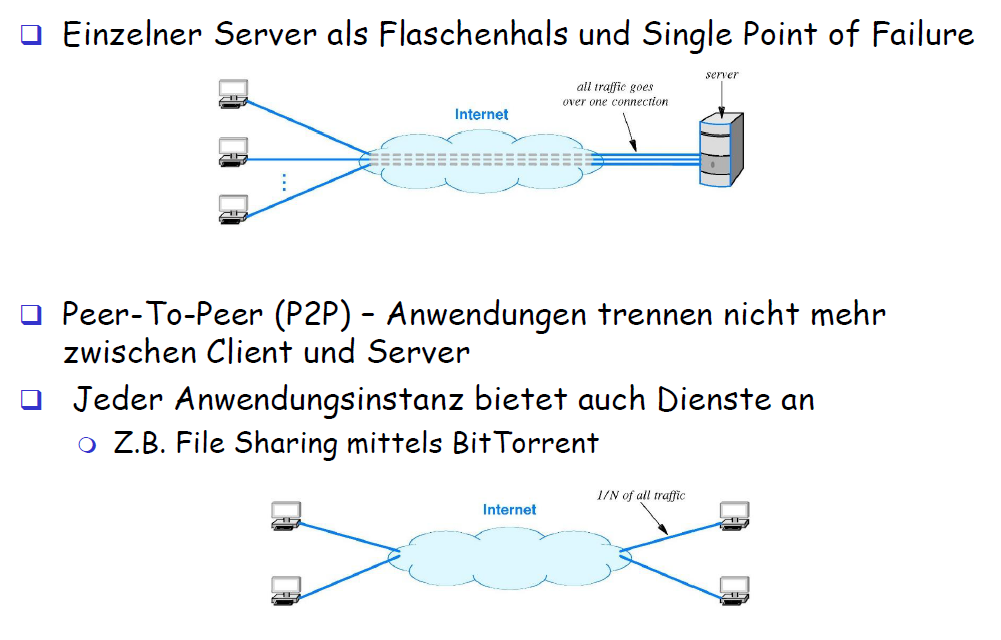 Einzelner Server als Flaschenhals und Single Point of Failure
server
all traffic goes
over one connection
Internet
Peer-To-Peer (P2P) – Anwendungen trennen nicht mehr
zwischen Client und Server
Jeder Anwendungsinstanz bietet auch Dienste an
Z.B. File Sharing mittels BitTorrent
1/N of all traffic
Internet